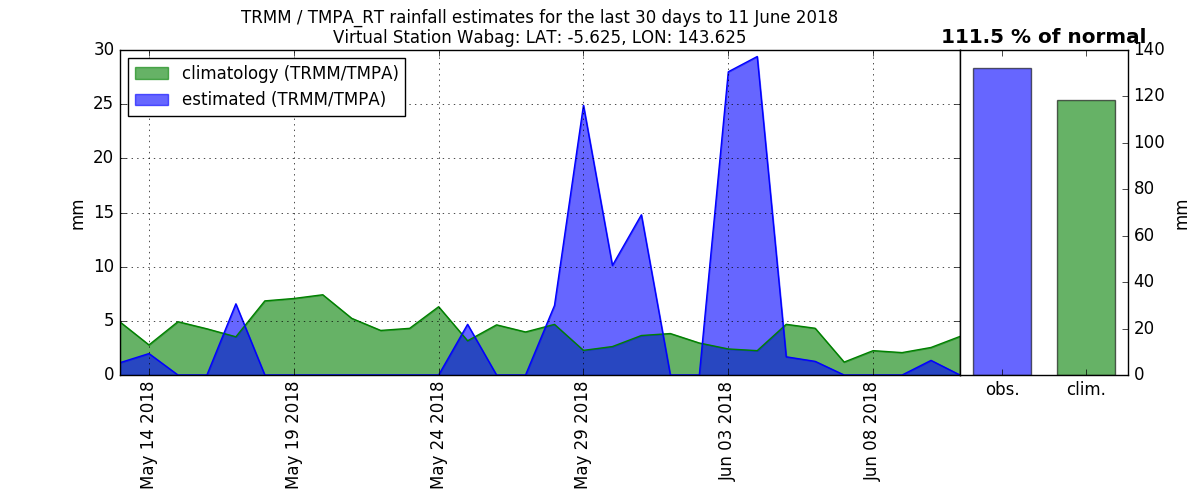 TRMM / TMPA_RT rainfall estimates for the last 30 days to 11 June 2018
Virtual Station Wabag: LAT: -5.625, LON: 143.625
111.5 % of normal
climatology (TRMM/TMPA)
estimated (TRMM/TMPA)
30
25
20
15
10
5
0
mm
May 14 2018
May 19 2018
May 24 2018
May 29 2018
Jun 03 2018
Jun 08 2018
140
120
100
80
60
40
20
0
mm
obs.
clim.